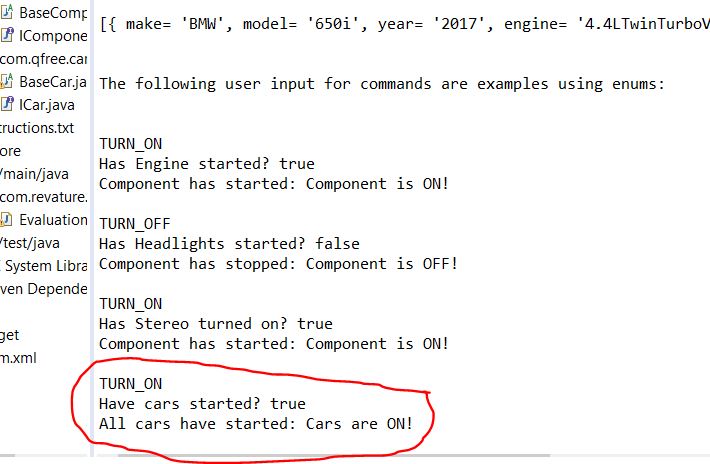 BaseComp
ICompone
com.qfree.car
BaseCar.ja
ICar.java
tructions.txt
ore
/main/java
com.revature.
Evaluation
/test/java
System Libra
ven Depende
get
m.xml
[{ make= 'BMW', model= '650i', year= '2017', engine= '4.4LTwinTurboV
The following user input for commands are examples using enums:
TURN_ON
Has Engine started? true
Component has started: Component is ON!
TURN_OFF
Has Headlights started? false
Component has stopped: Component is OFF!
TURN_ON
Has Stereo turned on? true
Component has started: Component is ON!
TURN_ON
Have cars started? true
All cars have started: Cars are ON!